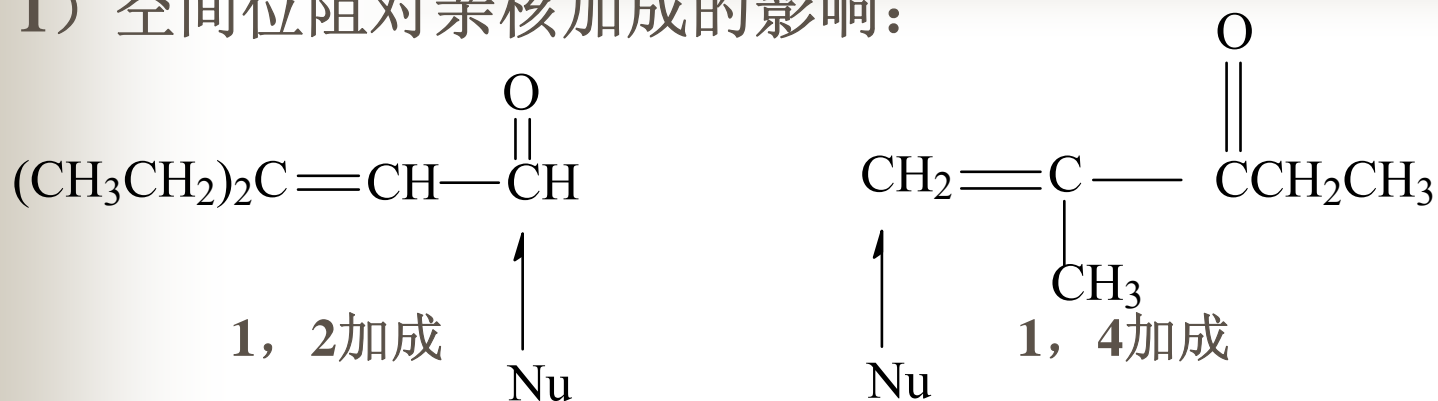 1）空间位阻对亲核加成的影响：
O
(CH₃CH₂)₂C=CH—CH
1，2加成
Nu
O
CH₂=C—CCH₂CH₃
CH₃
1，4加成
Nu